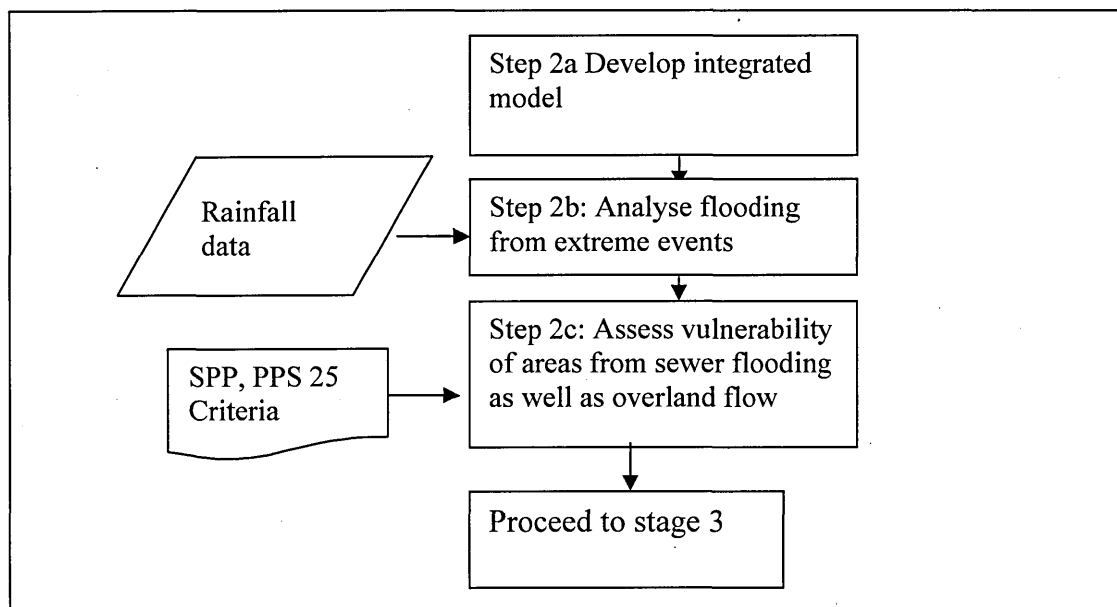 Step 2a Develop integrated
model
Rainfall
data
Step 2b: Analyse flooding
from extreme events
SPP, PPS 25
Criteria
Step 2c: Assess vulnerability
of areas from sewer flooding
as well as overland flow
Proceed to stage 3